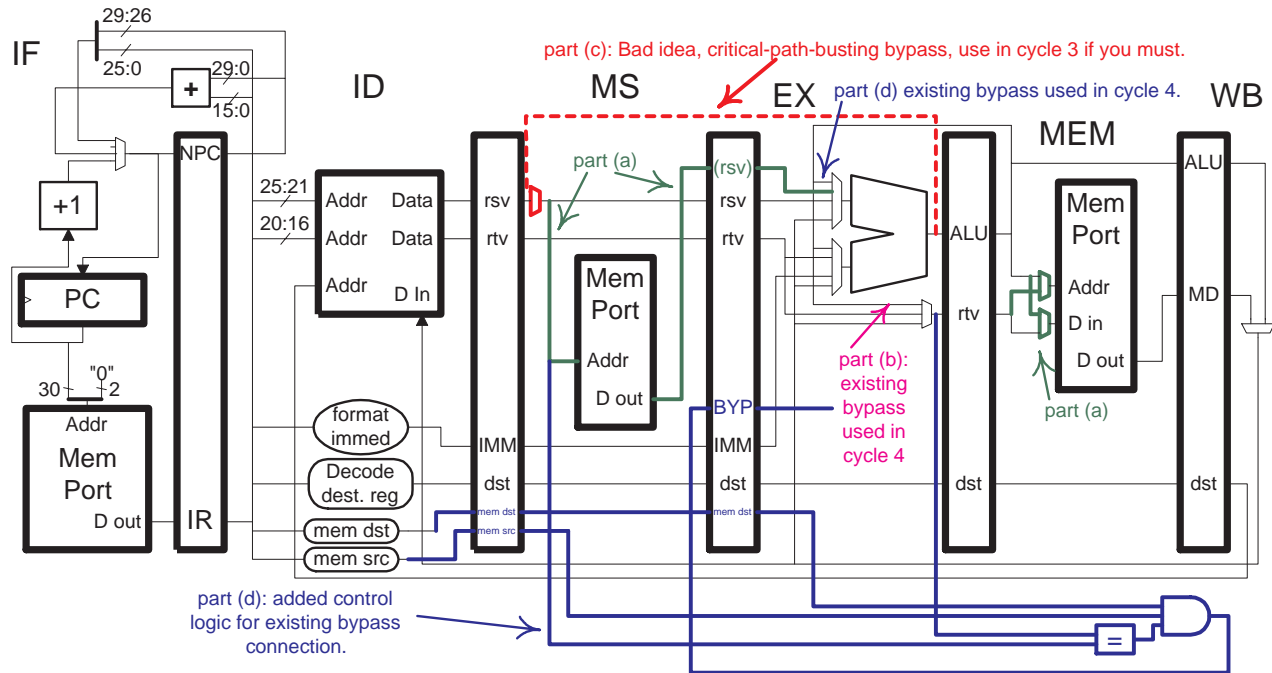 29:26
IF
25:0
29:0
+
15:0
part (c): Bad idea, critical-path-busting bypass, use in cycle 3 if you must.
ID
MS
EX
part (d) existing bypass used in cycle 4.
WB
MEM
NPC
+1
PC
30
"0"
2
Addr
Mem
Port
D out
IR
25:21
20:16
Addr
Data
Addr
Data
Addr
D In
format
immed
Decode
dest. reg
mem dst
mem src
rsv
rtv
IMM
dst
mem dst
mem src
part (a)
Mem
Port
Addr
D out
(rsv)
rsv
rtv
BYP
IMM
dst
mem dst
part (b):
existing
bypass
used in
cycle 4
ALU
rtv
dst
Mem
Port
Addr
D in
D out
part (a)
ALU
MD
dst
part (d): added control
logic for existing bypass
connection.
=